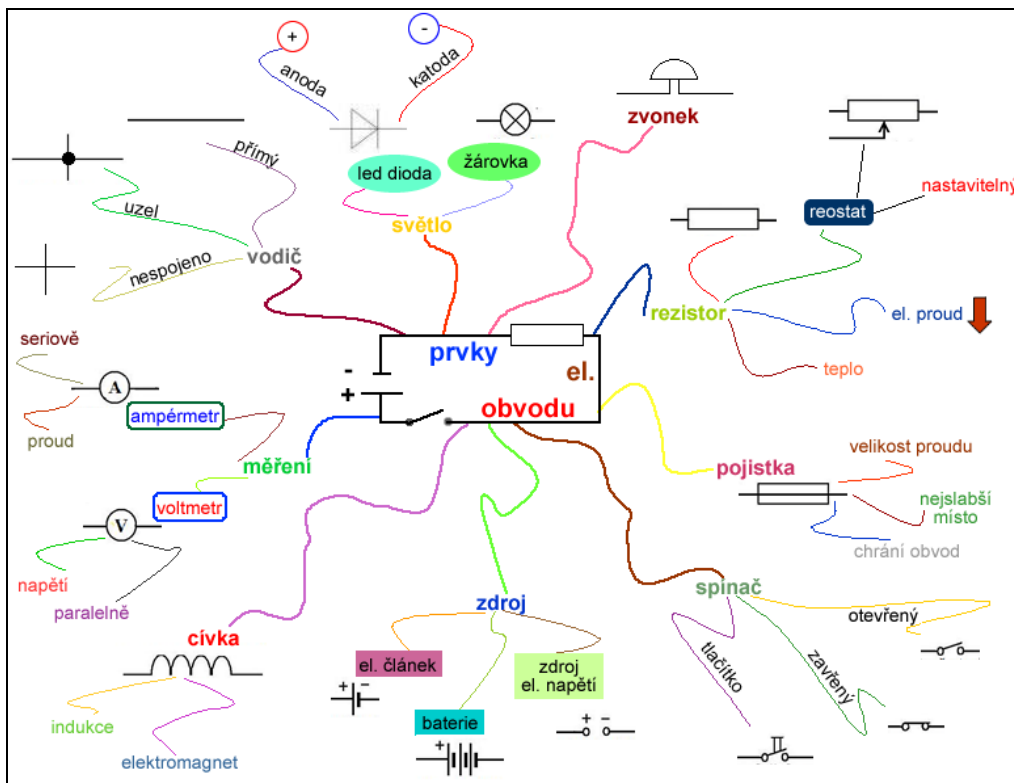 +
-
anoda
katoda
zvonek
přímý
led dioda
žárovka
nastavitelný
reostat
uzel
světlo
vodič
nespojeno
rezistor
el. proud
seriově
prvky
-
+
el.
teplo
A
ampérmetr
obvodu
proud
velikost proudu
měření
pojistka
voltmetr
nejslabší
místo
V
chrání obvod
napětí
paralelně
spínač
otevřený
zdroj
cívka
tlačítko
zavřený
el. článek
zdroj
el. napětí
+ -
indukce
baterie
+ -
+
elektromagnet